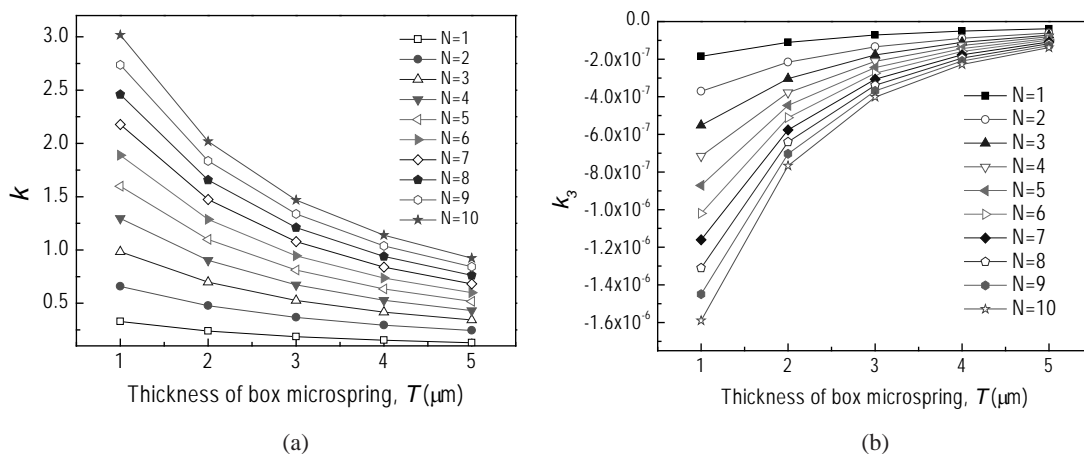 3.0
2.5
2.0
1.5
1.0
0.5
k
1 2 3 4 5
Thickness of box microspring, T(μm)
N=1
N=2
N=3
N=4
N=5
N=6
N=7
N=8
N=9
N=10
(a)
0.0
-2.0x10⁻⁷
-4.0x10⁻⁷
-6.0x10⁻⁷
-8.0x10⁻⁷
-1.0x10⁻⁶
-1.2x10⁻⁶
-1.4x10⁻⁶
-1.6x10⁻⁶
k₃
1 2 3 4 5
Thickness of box microspring, T(μm)
N=1
N=2
N=3
N=4
N=5
N=6
N=7
N=8
N=9
N=10
(b)